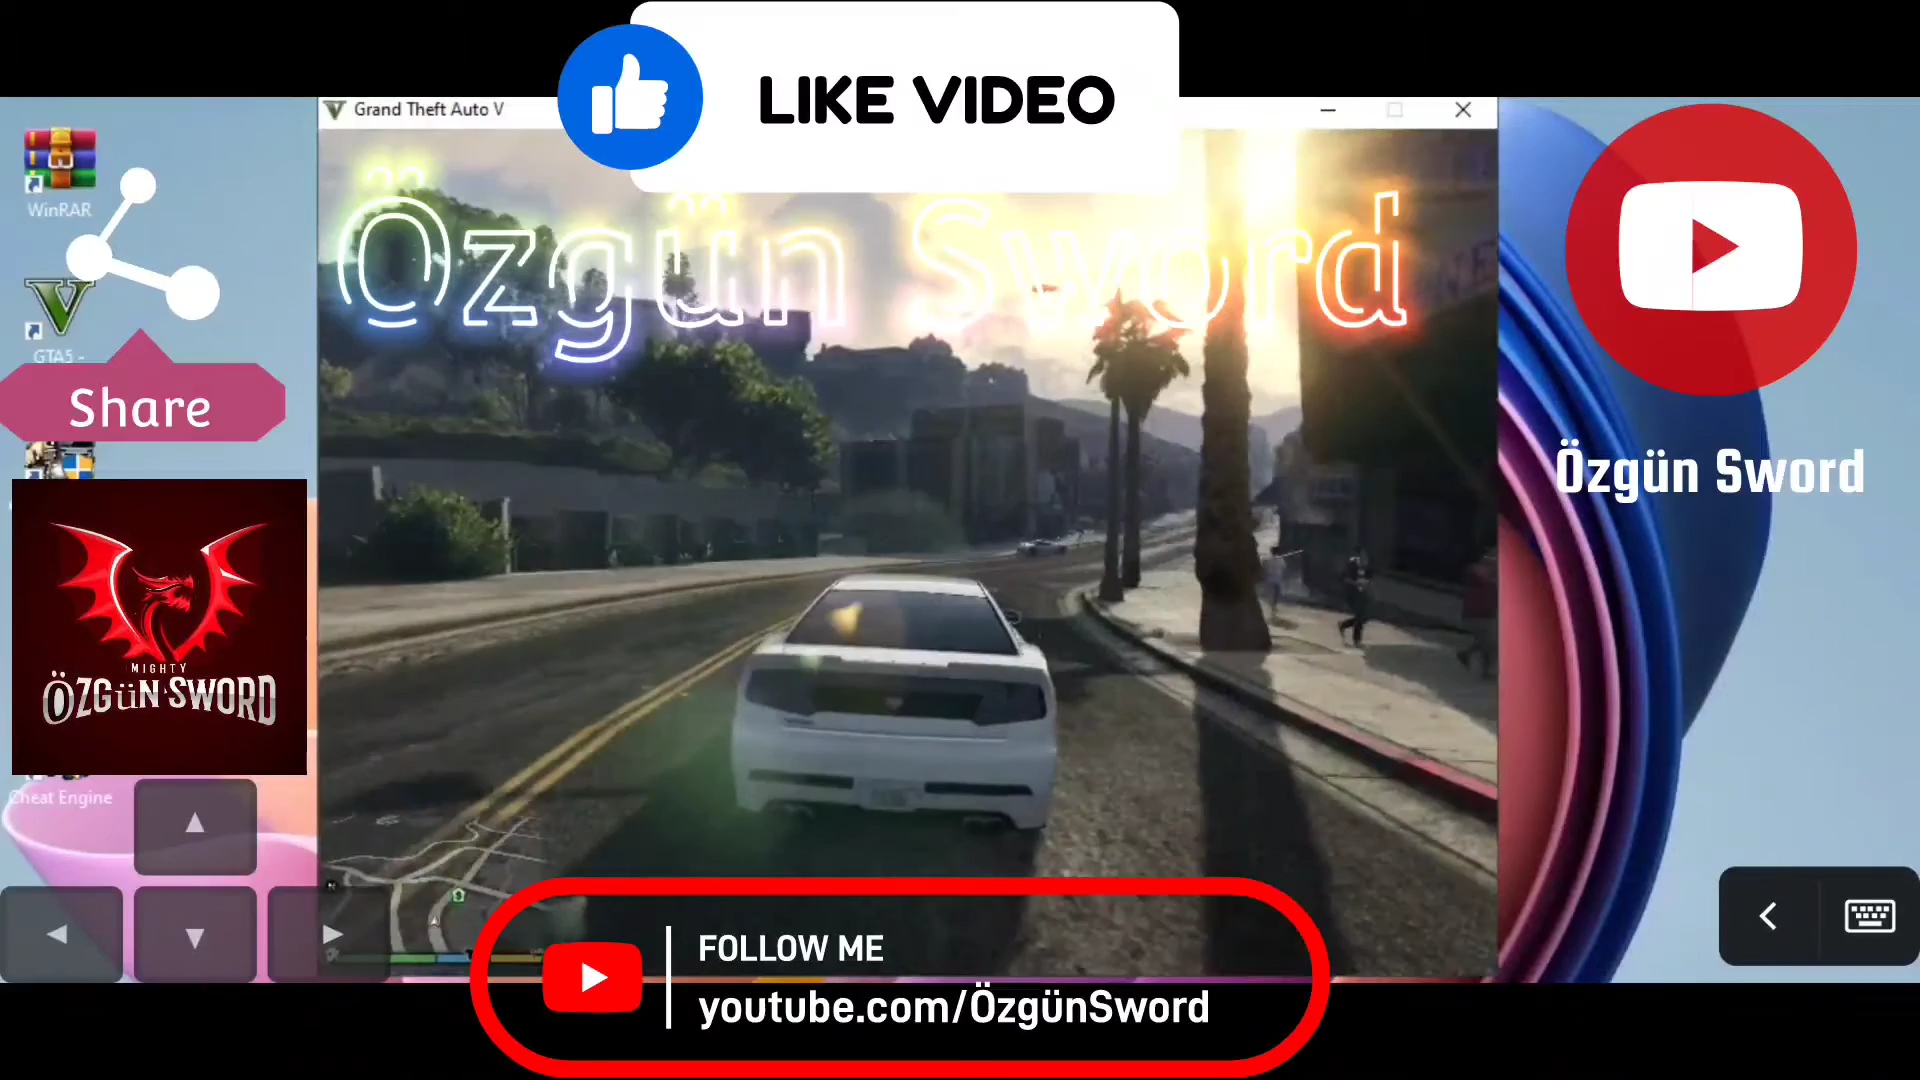 LIKE VIDEO
Grand Theft Auto V
WinRAR
Özgün Sword
GTA5 -
Share
Özgün Sword
MIGHTY
ÖZGÜN SWORD
Cheat Engine
FOLLOW ME
youtube.com/ÖzgünSword